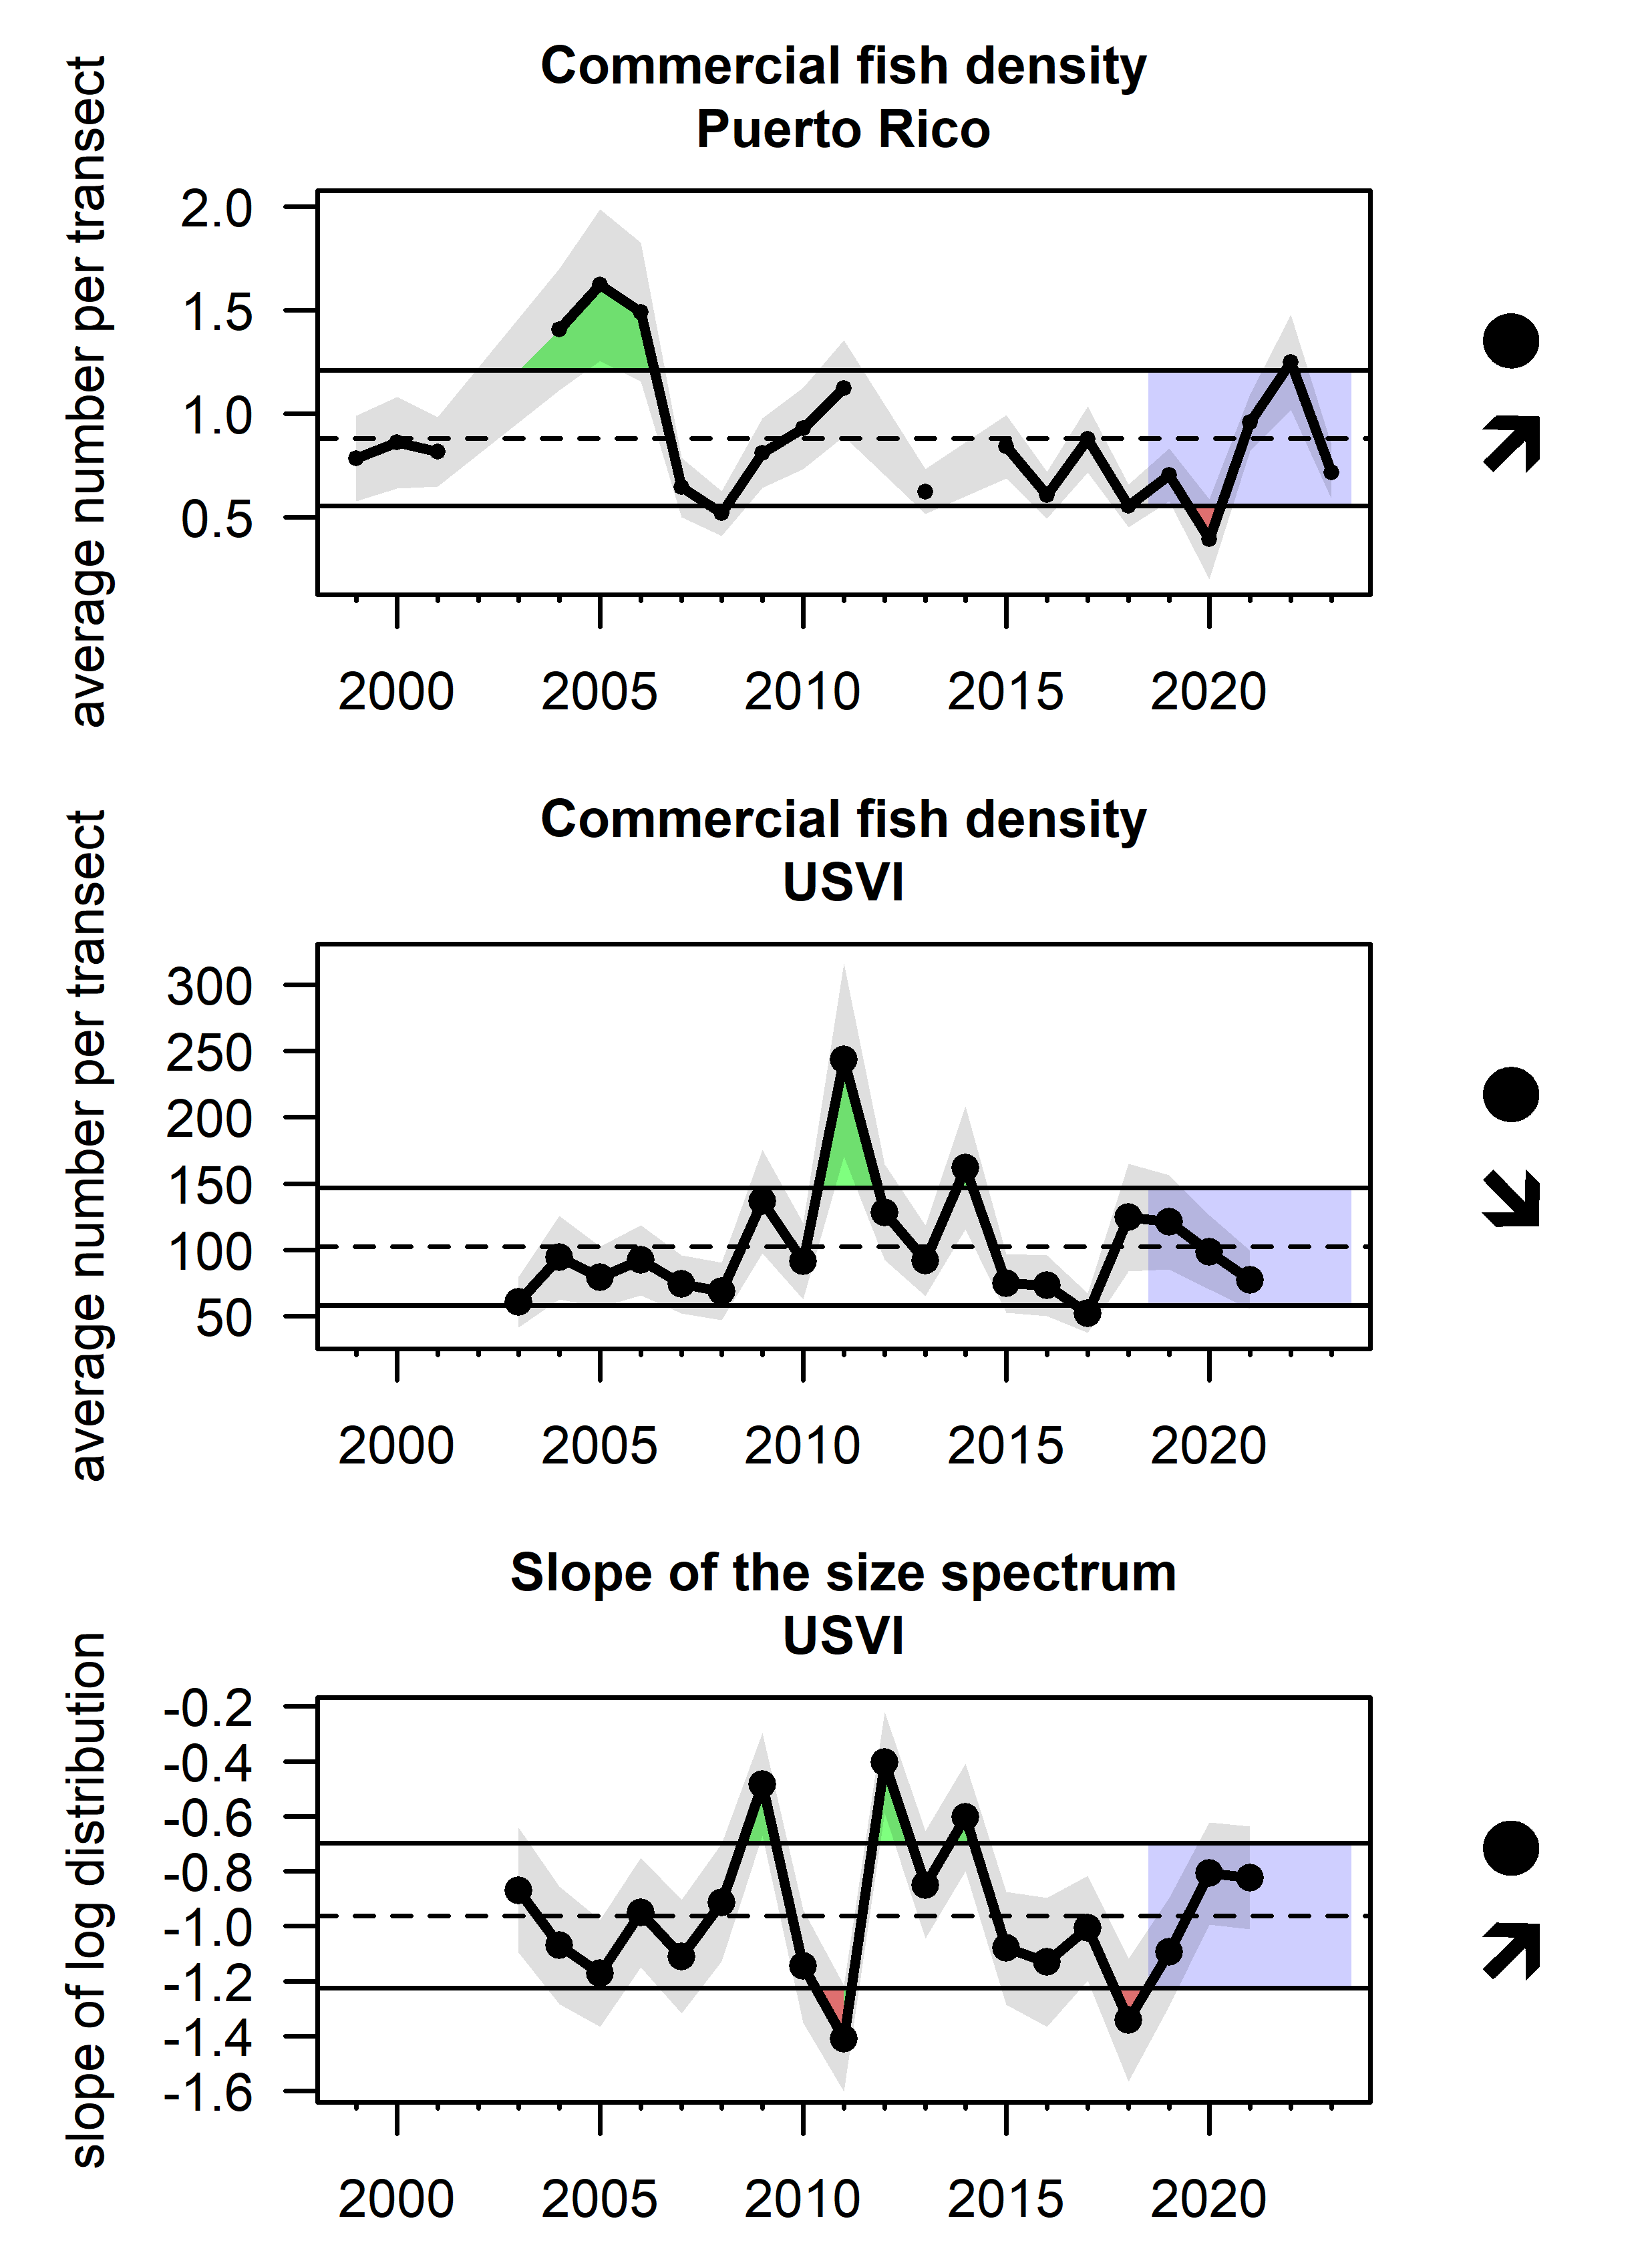 Commercial fish density
Puerto Rico
average number per transect
2.0
1.5
1.0
0.5
2000 2005 2010 2015 2020
Commercial fish density
USVI
average number per transect
300
250
200
150
100
50
2000 2005 2010 2015 2020
Slope of the size spectrum
USVI
slope of log distribution
-0.2
-0.4
-0.6
-0.8
-1.0
-1.2
-1.4
-1.6
2000 2005 2010 2015 2020